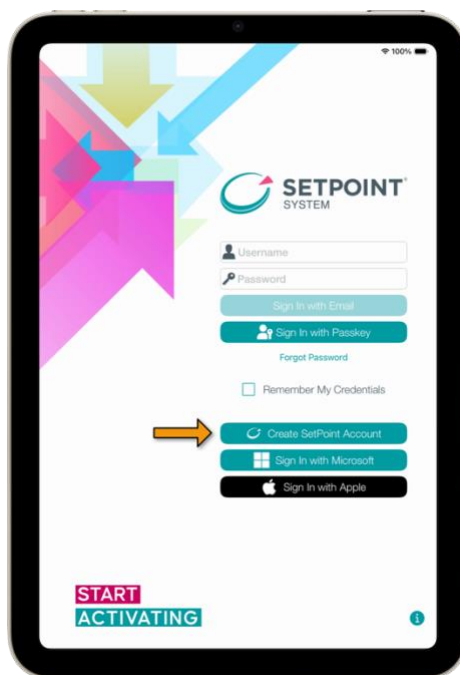 100%
SETPOINT®
SYSTEM
Username
Password
Sign In with Email
Sign In with Passkey
Forgot Password
Remember My Credentials
Create SetPoint Account
Sign In with Microsoft
Sign In with Apple
START
ACTIVATING
i